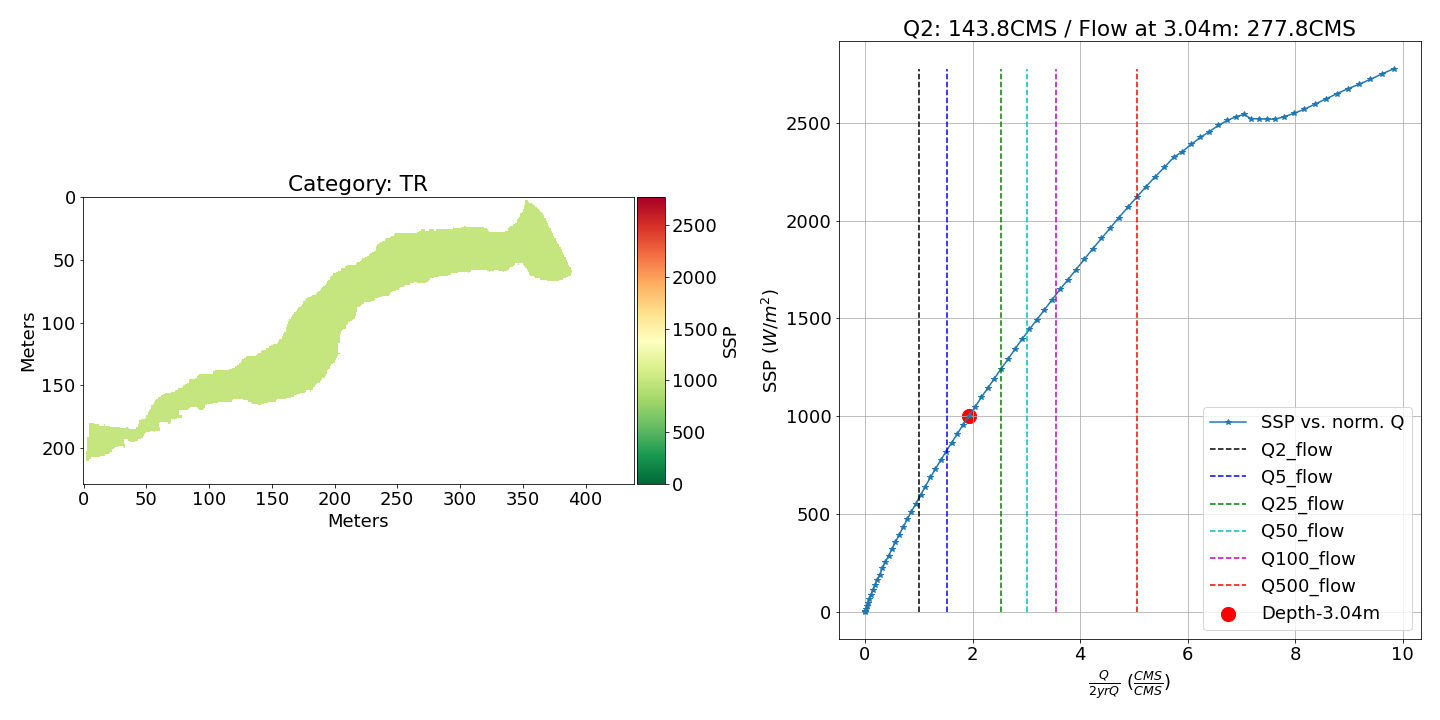 Category: TR
0
50
100
150
200
Meters
0 50 100 150 200 250 300 350 400
Meters
2500
2000
1500
1000
500
0
SSP
Q2: 143.8CMS / Flow at 3.04m: 277.8CMS
2500
2000
1500
1000
500
0
SSP (W/m²)
0 2 4 6 8 10
Q/2yrQ (CMS/CMS)
SSP vs. norm. Q
Q2_flow
Q5_flow
Q25_flow
Q50_flow
Q100_flow
Q500_flow
Depth-3.04m